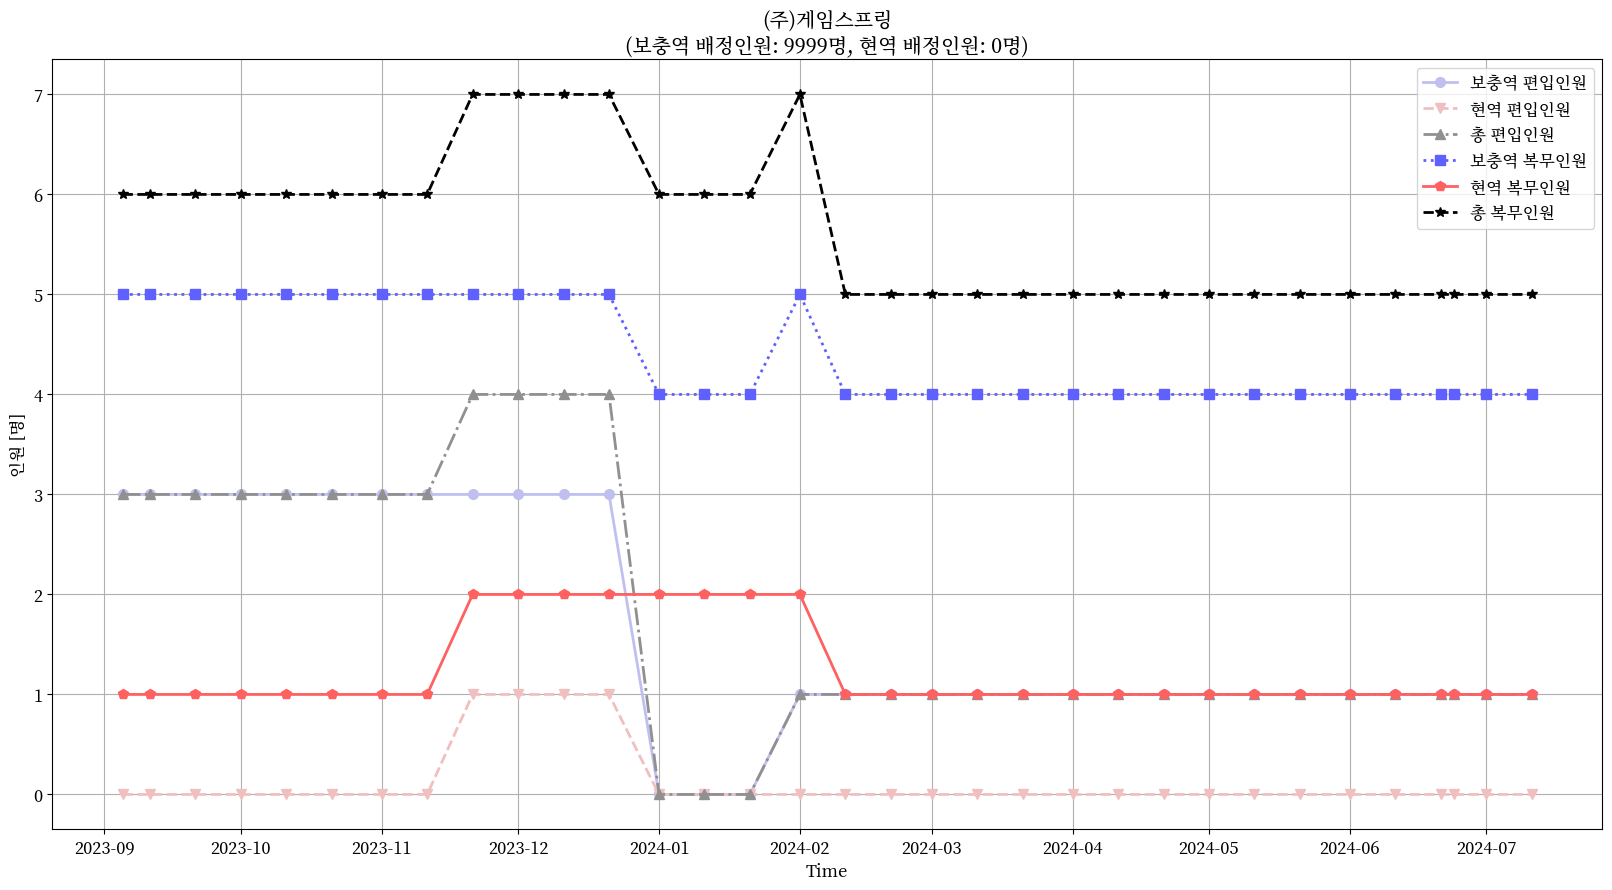 (주)게임스프링
(보충역 배정인원: 9999명, 현역 배정인원: 0명)
보충역 편입인원
현역 편입인원
총 편입인원
보충역 복무인원
현역 복무인원
총 복무인원
인원 [명]
7
6
5
4
3
2
1
0
2023-09
2023-10
2023-11
2023-12
2024-01
2024-02
2024-03
2024-04
2024-05
2024-06
2024-07
Time